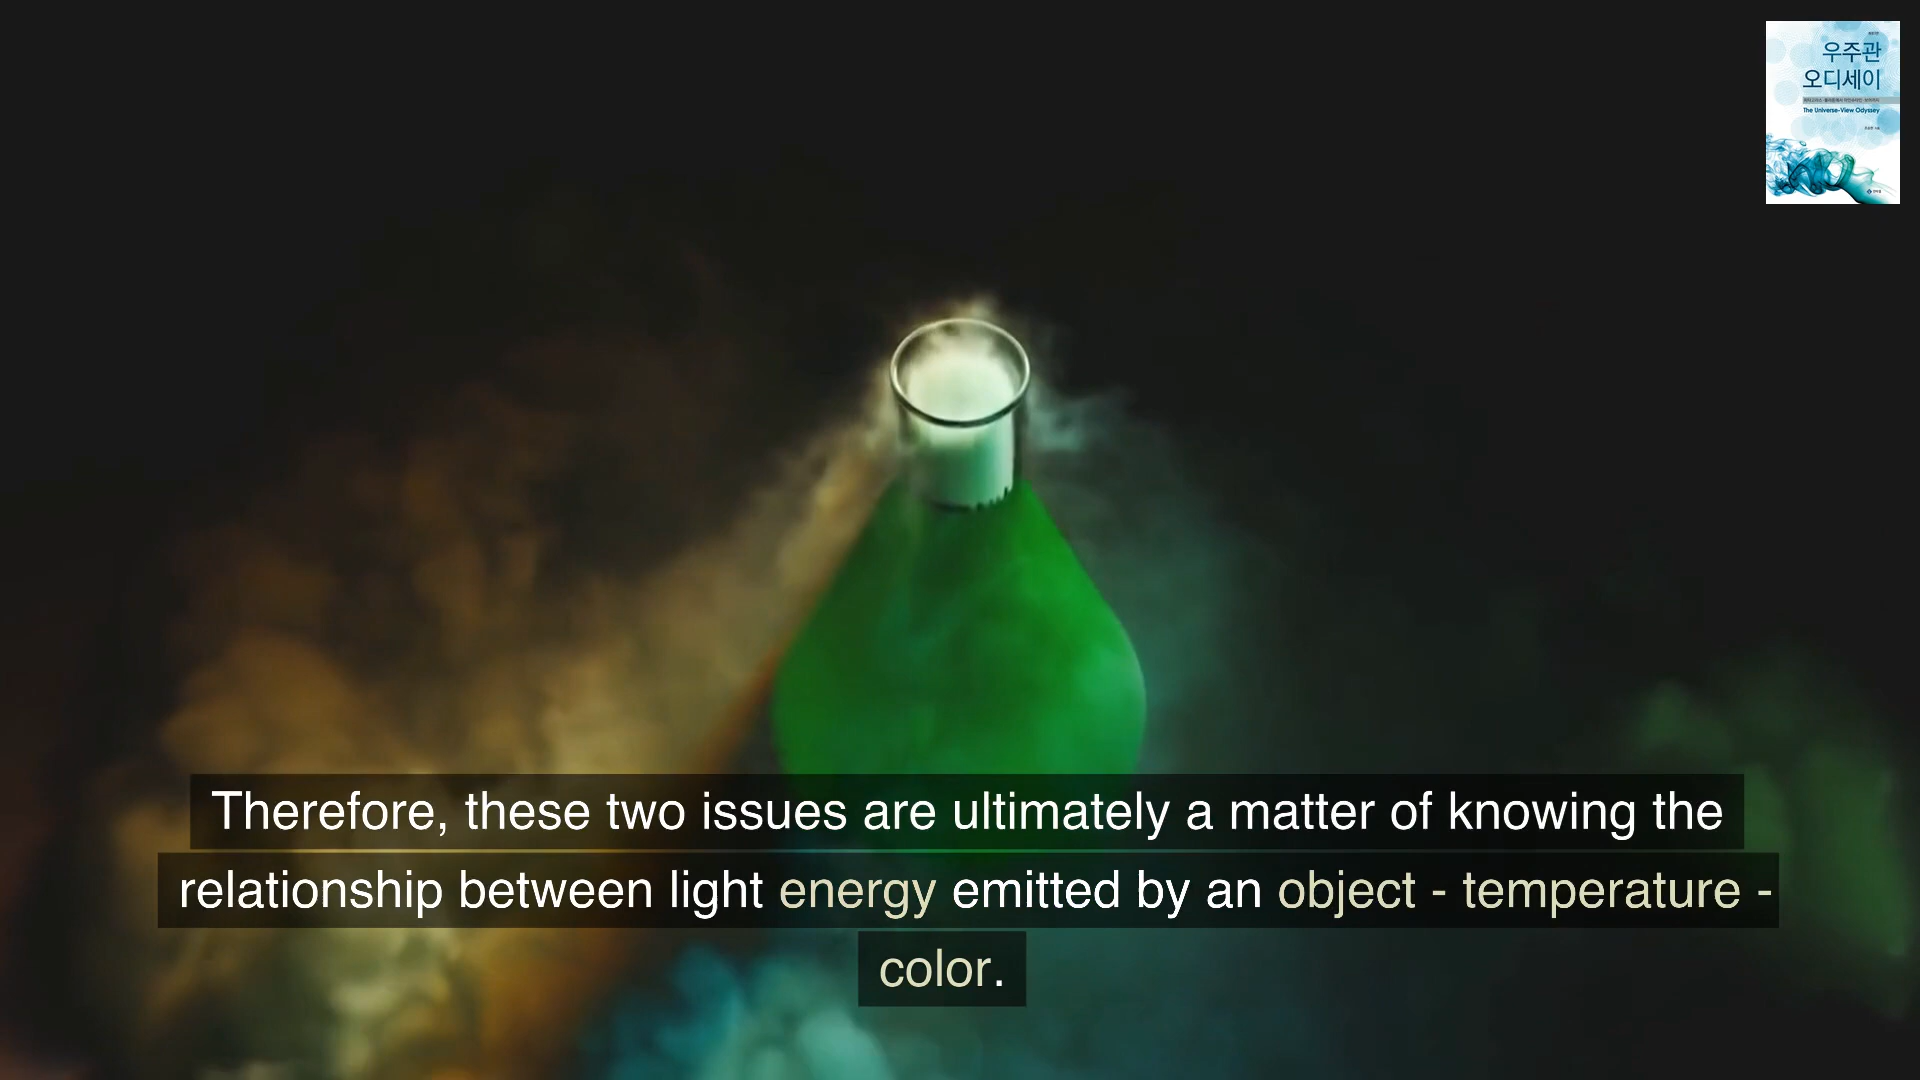 우주관
오디세이
The Universe-View Odyssey
Therefore, these two issues are ultimately a matter of knowing the
relationship between light energy emitted by an object - temperature -
color.